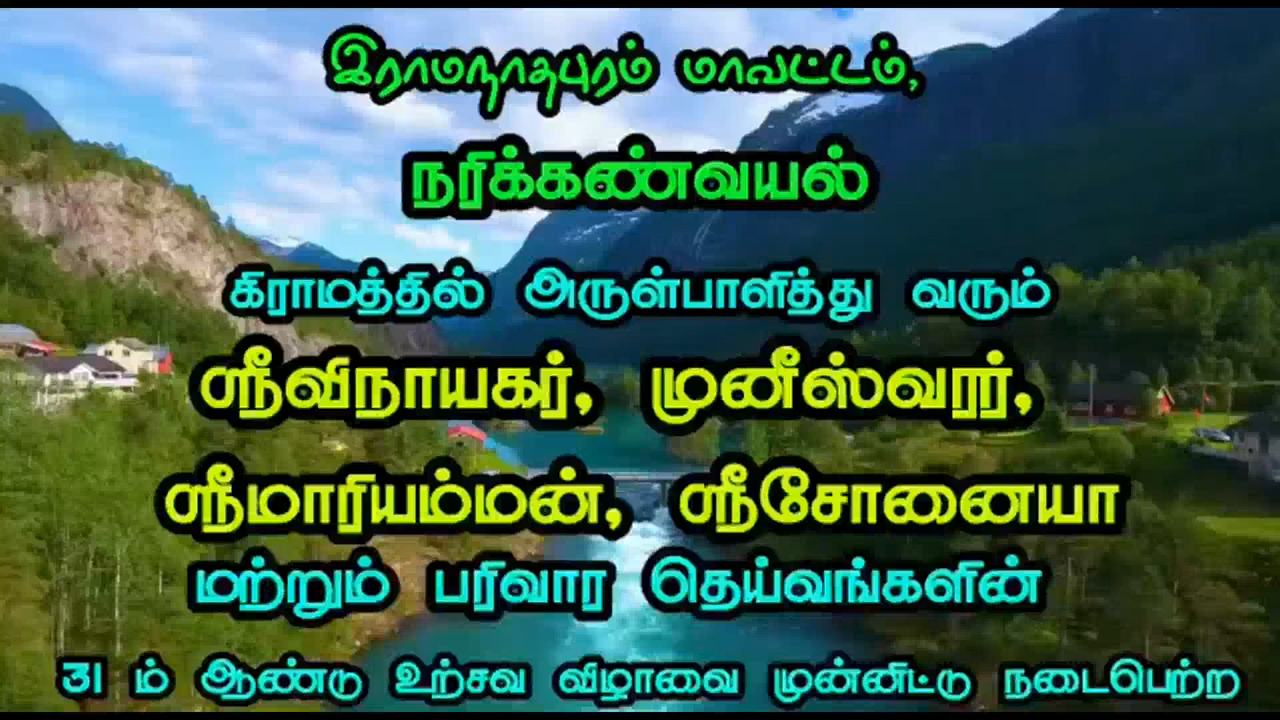 இராமநாதபுரம் மாவட்டம்,
நரிக்கண்வயல்
கிராமத்தில் அருள்பாளித்து வரும்
ஸ்ரீவிநாயகர், முனீஸ்வரர்,
ஸ்ரீமாரியம்மன், ஸ்ரீசோனையா
மற்றும் பரிவார தெய்வங்களின்
31 ம் ஆண்டு உற்சவ விழாவை முன்னிட்டு நடைபெற்ற